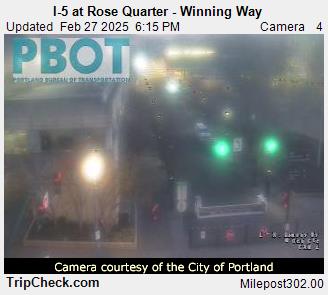 I-5 at Rose Quarter - Winning Way
Updated Feb 27 2025 6:15 PM Camera 4
PBOT
PORTLAND BUREAU OF TRANSPORTATION
Camera courtesy of the City of Portland
TripCheck.com Milepost302.00